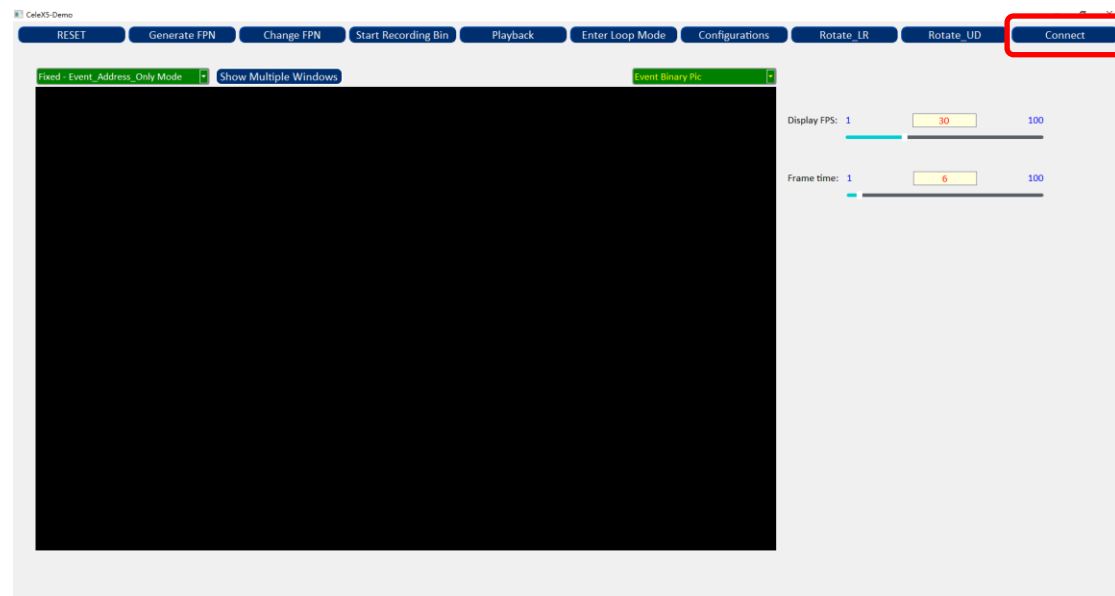 CeleX5-Demo
RESET Generate FPN Change FPN Start Recording Bin Playback Enter Loop Mode Configurations Rotate_LR Rotate_UD Connect
Fixed - Event_Address_Only Mode Show Multiple Windows Event Binary Pic
Display FPS: 1 30 100
Frame time: 1 6 100